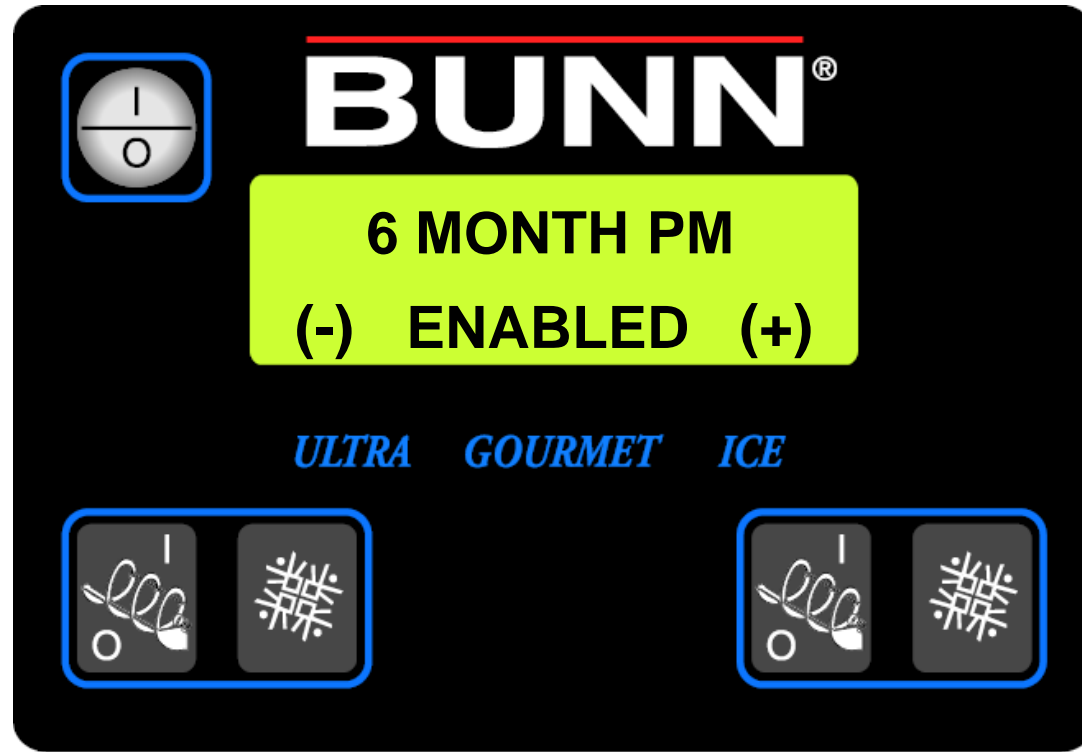 I
O
BUNN®
6 MONTH PM
(-) ENABLED (+)
ULTRA GOURMET ICE
I I
O O